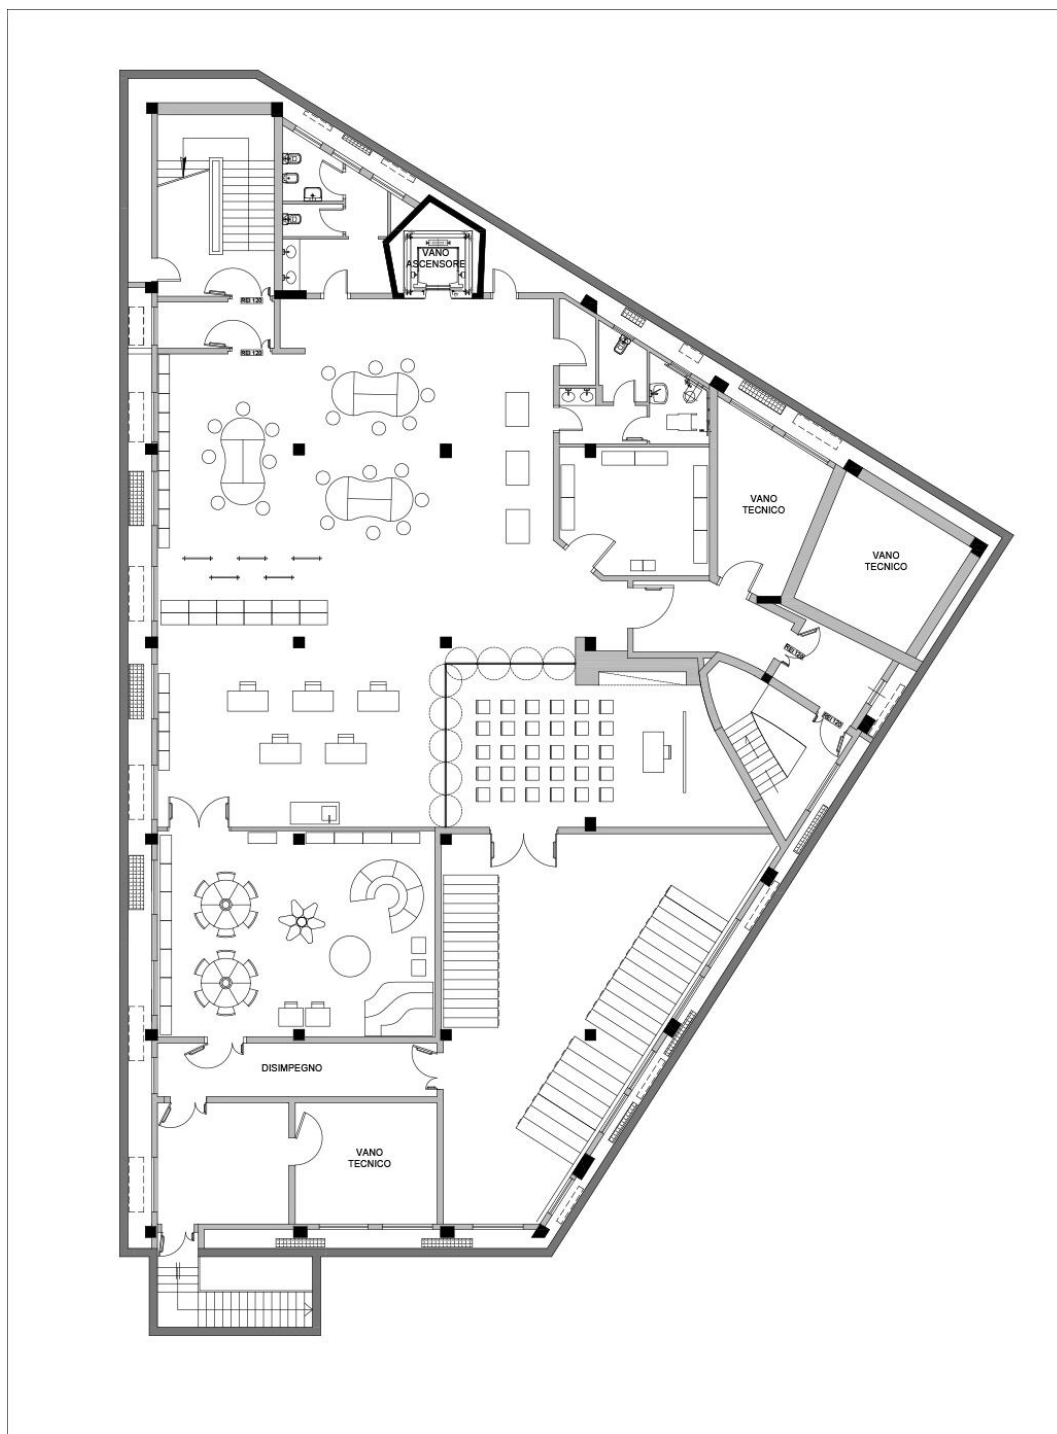 VANO
ASCENSORE
REI 120
REI 120
VANO
TECNICO
VANO
TECNICO
REI 120
REI 120
DISIMPEGNO
VANO
TECNICO